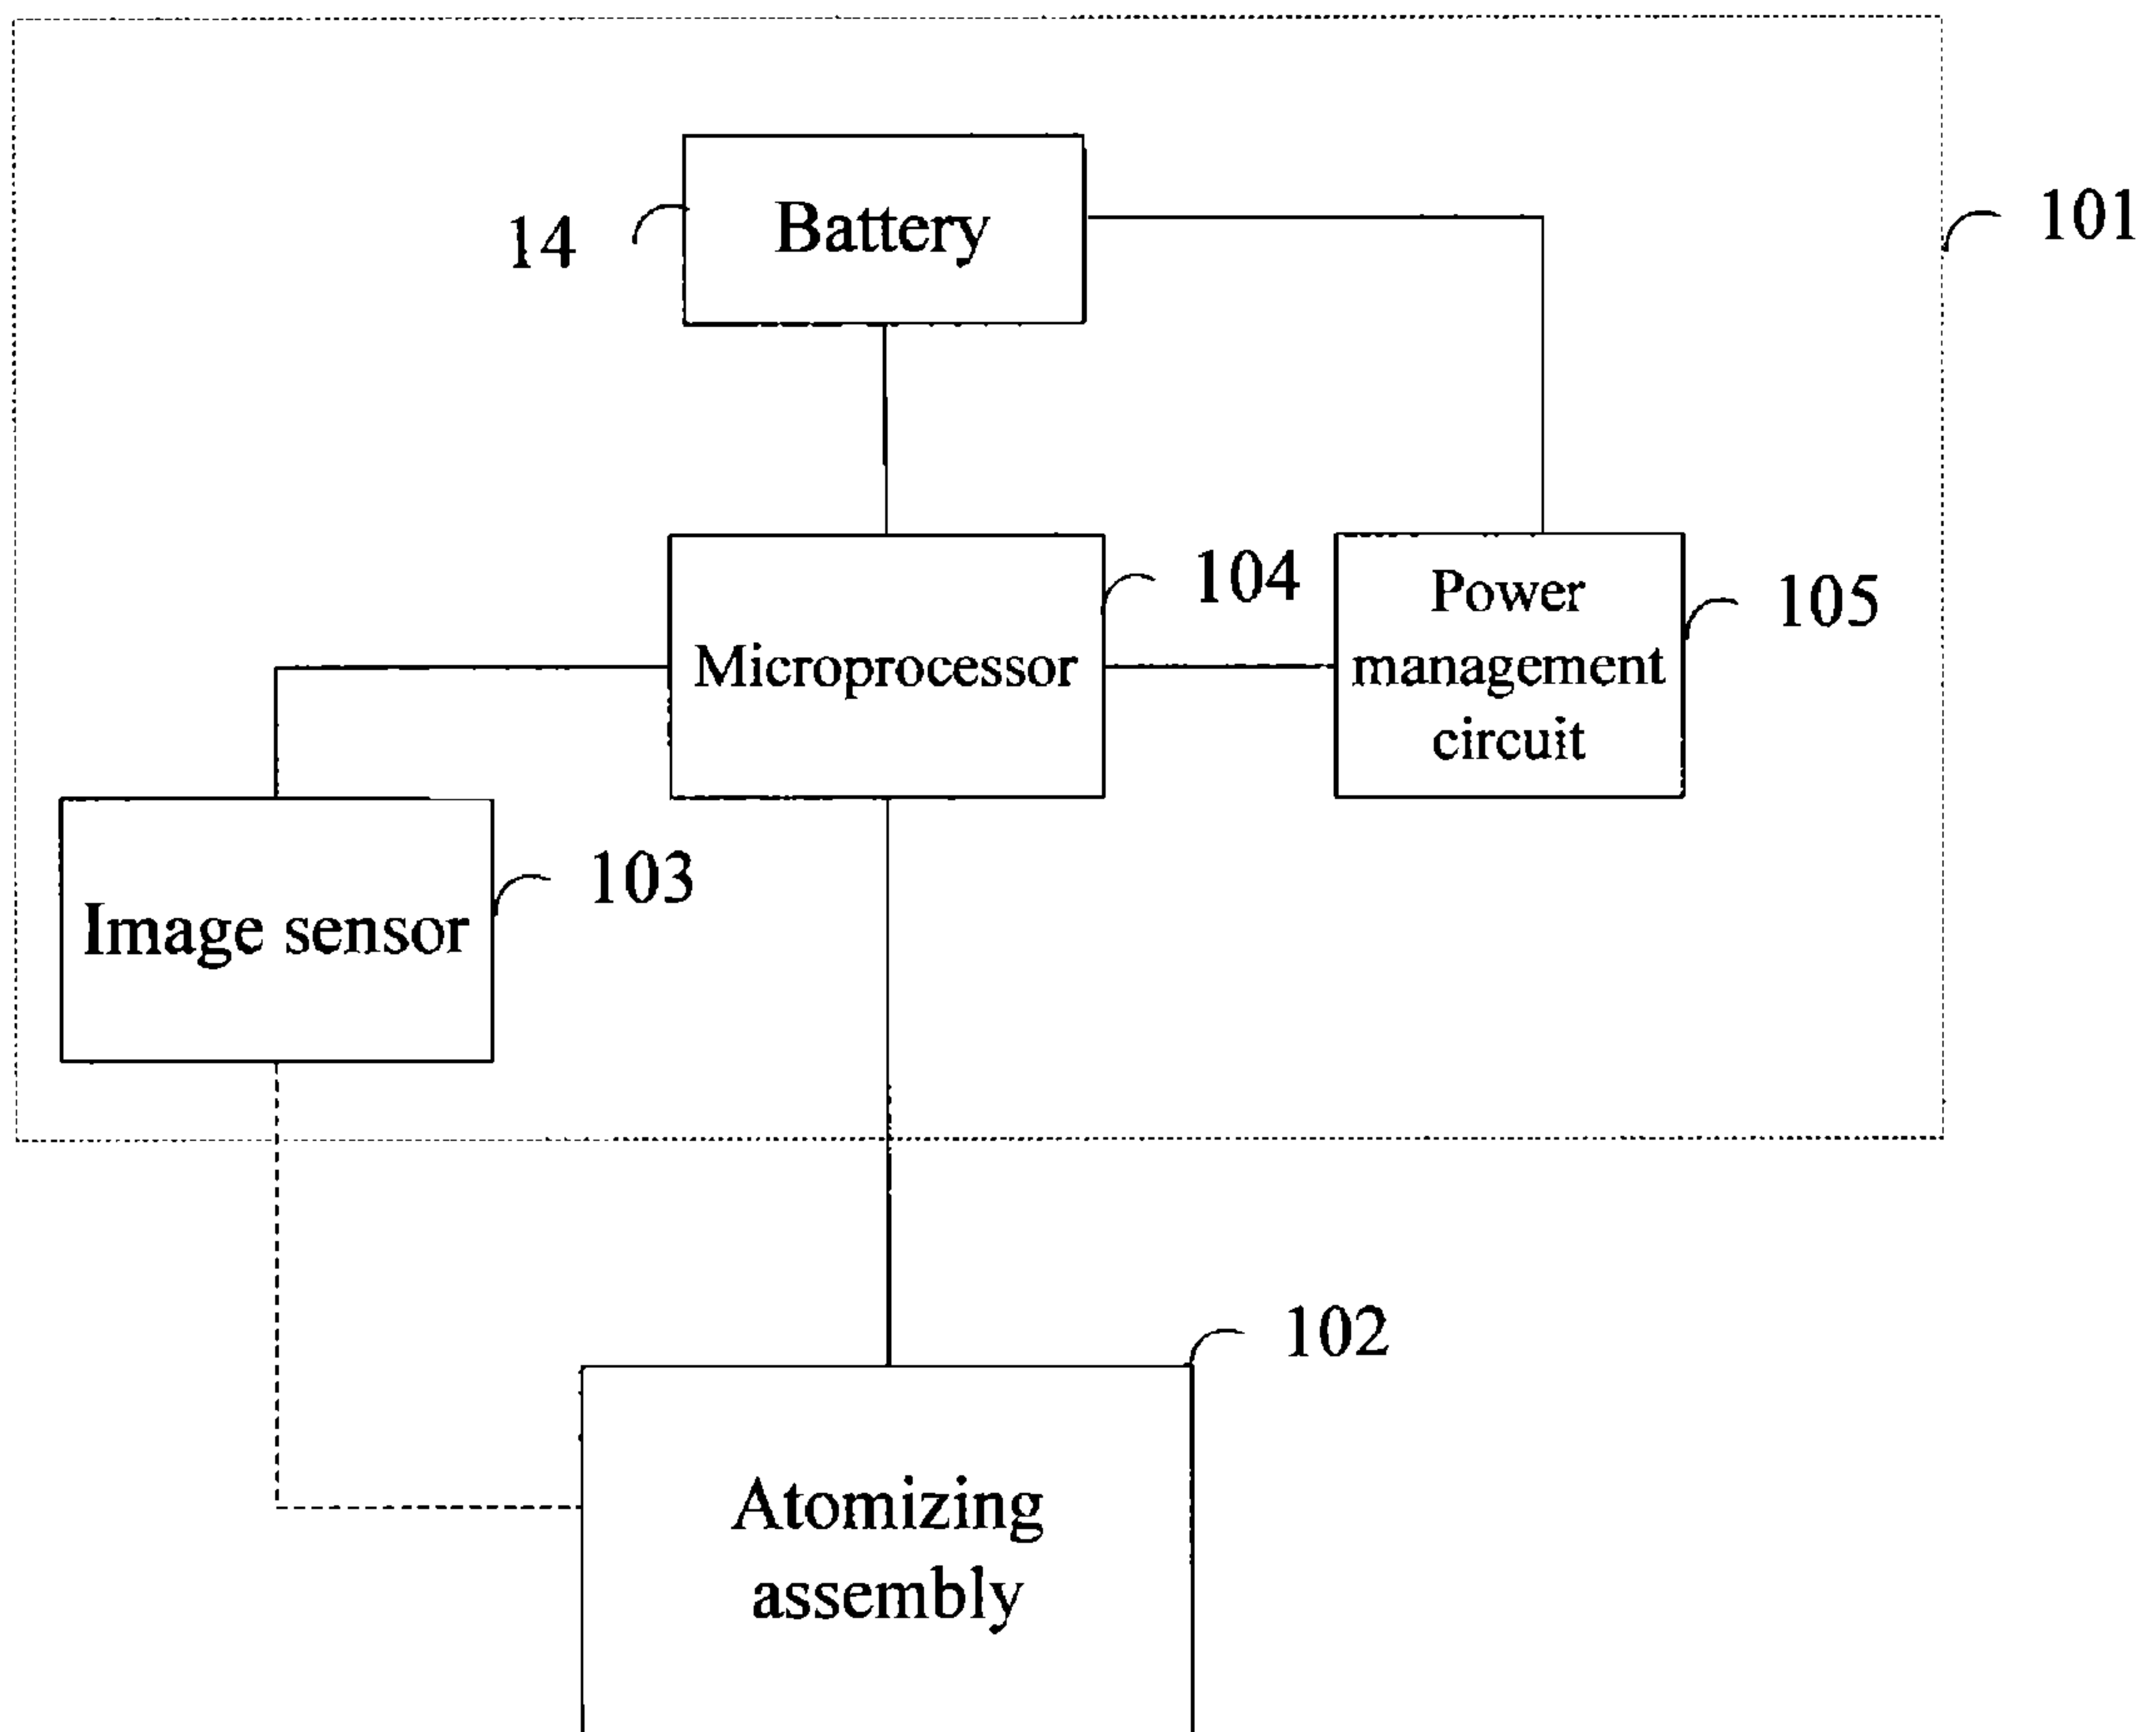 101
14
Battery
104
105
Power
management
circuit
Microprocessor
103
Image sensor
102
Atomizing
assembly